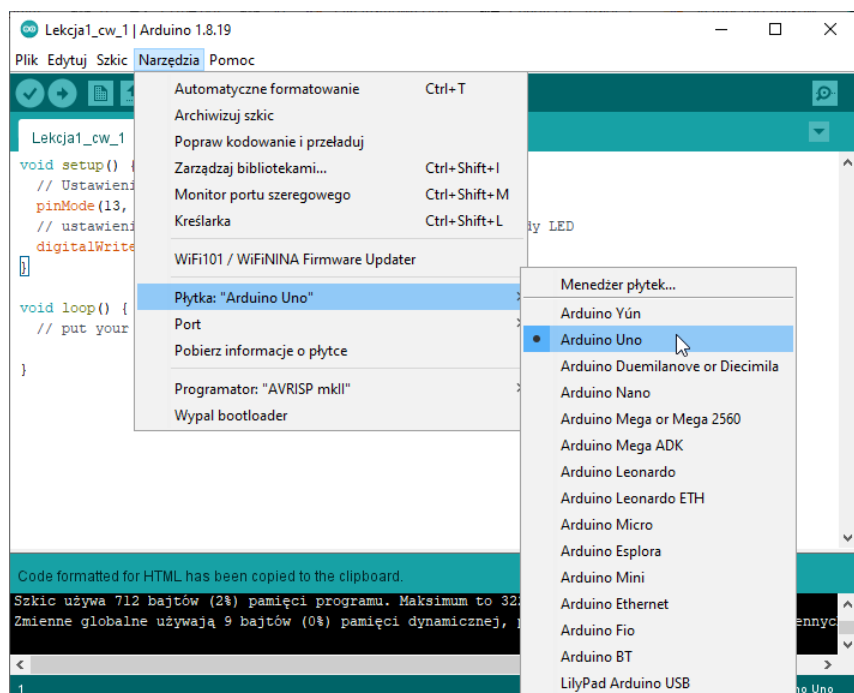 Lekcja1_cw_1 | Arduino 1.8.19
Plik Edytuj Szkic Narzędzia Pomoc
Lekcja1_cw_1
void setup() {
// Ustawieni
pinMode(13,
// ustawieni
dy LED
digitalWrite
}
void loop() {
// put your
}
Automatyczne formatowanie Ctrl+T
Archiwizuj szkic
Popraw kodowanie i przeładuj
Zarządzaj bibliotekami... Ctrl+Shift+I
Monitor portu szeregowego Ctrl+Shift+M
Kreślarka Ctrl+Shift+L
WiFi101 / WiFiNINA Firmware Updater
Płytka: "Arduino Uno"
Port
Pobierz informacje o płytce
Programator: "AVRISP mkII"
Wypal bootloader
Menedżer płytek...
Arduino Yún
Arduino Uno
Arduino Duemilanove or Diecimila
Arduino Nano
Arduino Mega or Mega 2560
Arduino Mega ADK
Arduino Leonardo
Arduino Leonardo ETH
Arduino Micro
Arduino Esplora
Arduino Mini
Arduino Ethernet
Arduino Fio
Arduino BT
LilyPad Arduino USB
Code formatted for HTML has been copied to the clipboard.
Szkic używa 712 bajtów (2%) pamięci programu. Maksimum to 32
Zmienne globalne używają 9 bajtów (0%) pamięci dynamicznej, ennyc
1
no Uno